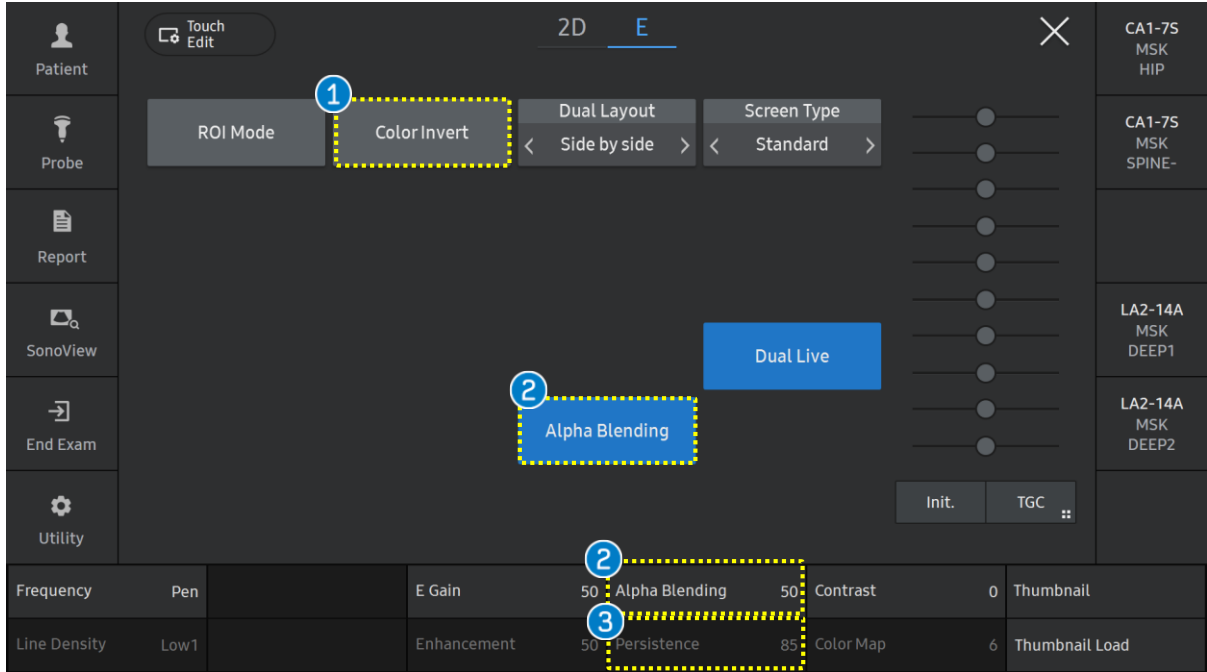 Patient
Probe
Report
SonoView
End Exam
Utility
Touch
Edit
2D E
1
ROI Mode
Color Invert
Dual Layout
< Side by side >
Screen Type
< Standard >
Dual Live
2
Alpha Blending
Init. TGC
CA1-7S
MSK
HIP
CA1-7S
MSK
SPINE-
LA2-14A
MSK
DEEP1
LA2-14A
MSK
DEEP2
2
Frequency Pen E Gain 50 Alpha Blending 50 Contrast 0 Thumbnail
3
Line Density Low1 Enhancement 50 Persistence 85 Color Map 6 Thumbnail Load